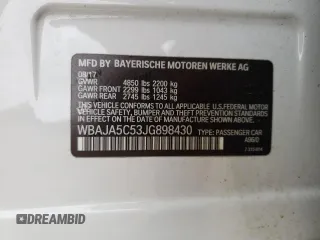 MFD BY BAYERISCHE MOTOREN WERKE AG
08/17
GVWR 4850 lbs 2200 kg
GAWR FRONT 2299 lbs 1043 kg
GAWR REAR 2745 lbs 1245 kg
THIS VEHICLE CONFORMS TO ALL APPLICABLE U.S. FEDERAL MOTOR
VEHICLE SAFETY, BUMPER, AND THEFT PREVENTION STANDARDS
IN EFFECT ON THE DATE OF MANUFACTURE SHOWN ABOVE.
WBAJA5C53JG898430 TYPE: PASSENGER CAR
© AUTOBIDMASTER